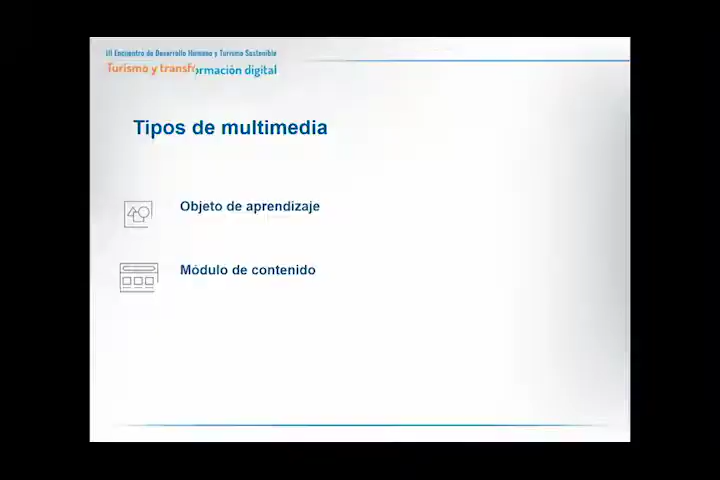 III Encuentro de Desarrollo Humano y Turismo Sostenible
Turismo y transformación digital
Tipos de multimedia
Objeto de aprendizaje
Módulo de contenido